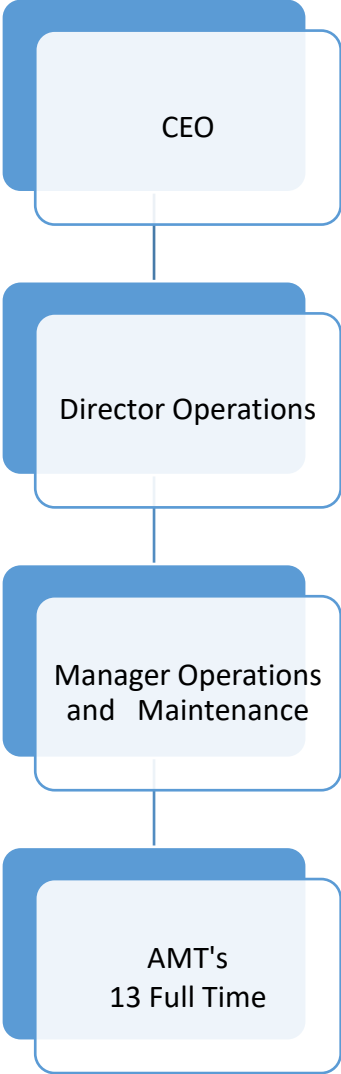 CEO
Director Operations
Manager Operations
and Maintenance
AMT's
13 Full Time